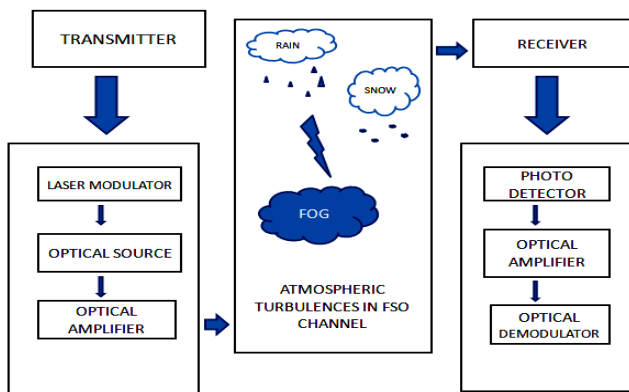 TRANSMITTER
LASER MODULATOR
OPTICAL SOURCE
OPTICAL
AMPLIFIER
RAIN
SNOW
FOG
ATMOSPHERIC
TURBULENCES IN FSO
CHANNEL
RECEIVER
PHOTO
DETECTOR
OPTICAL
AMPLIFIER
OPTICAL
DEMODULATOR